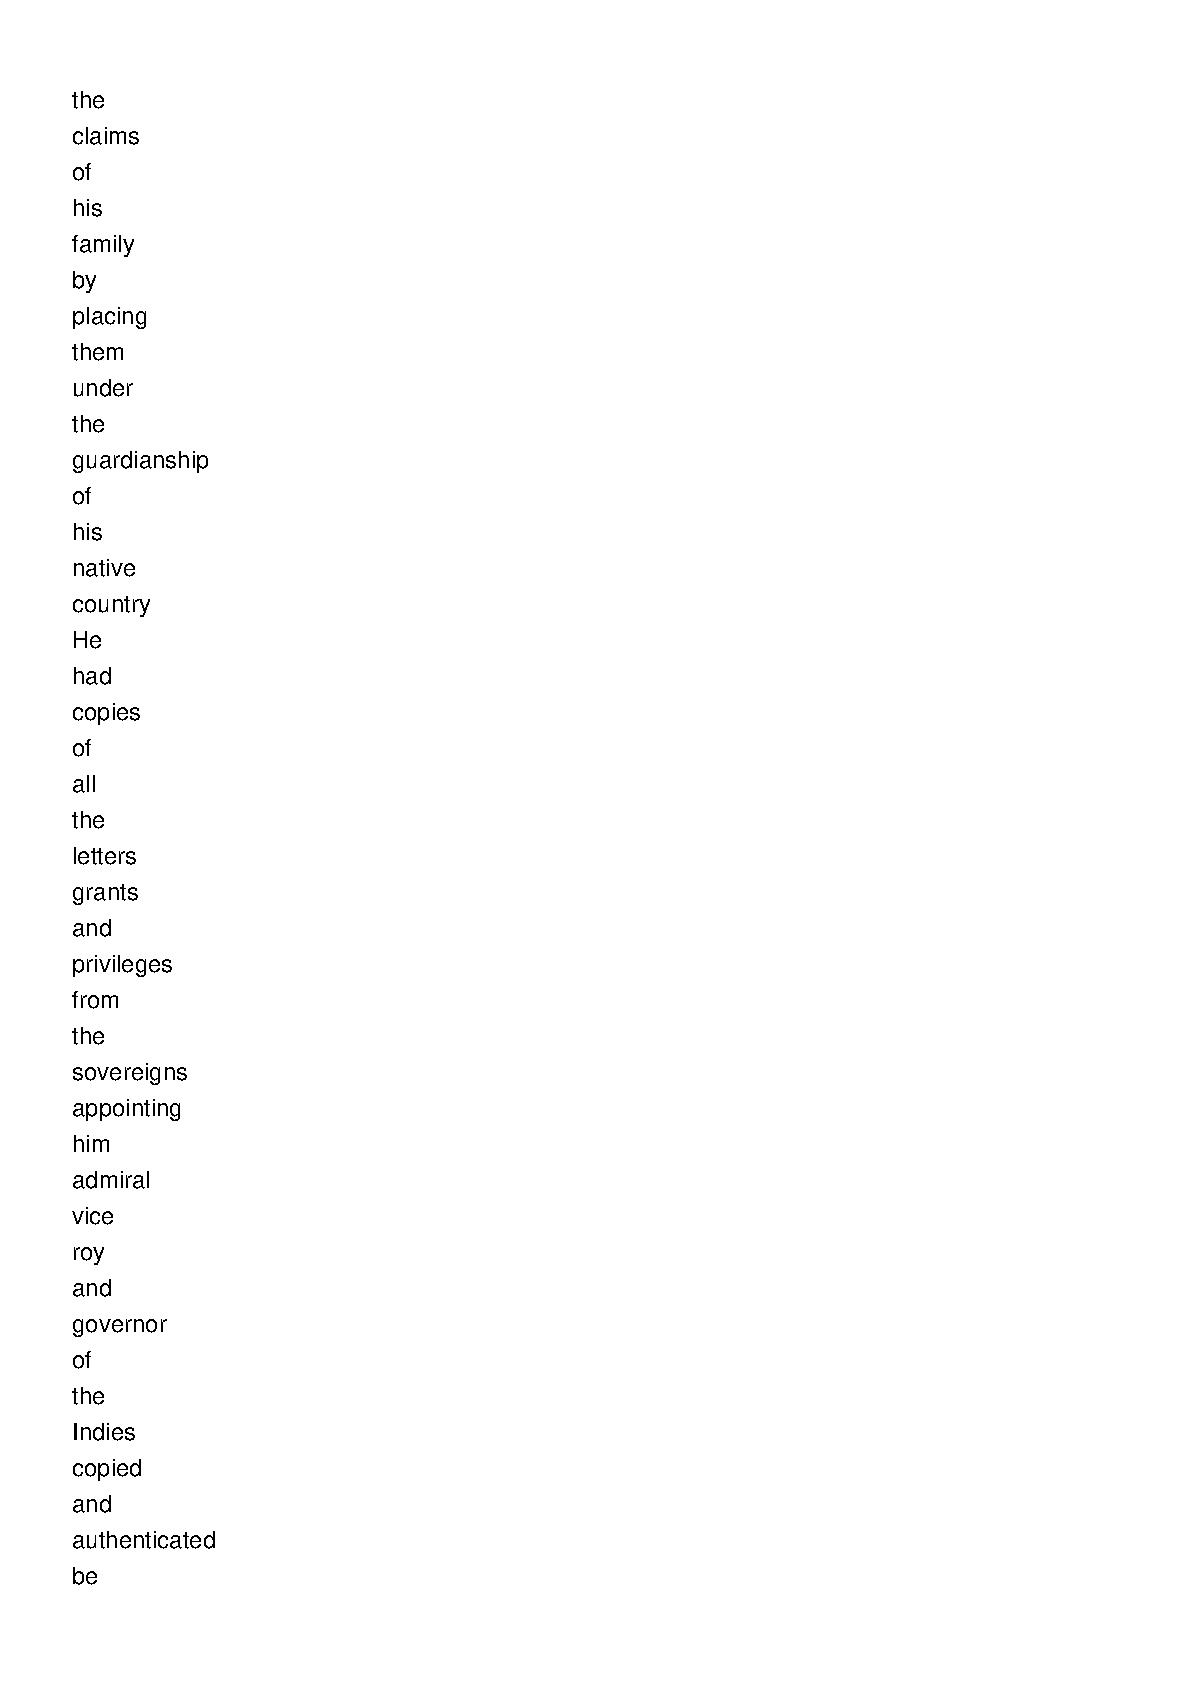 the
claims
of
his
family
by
placing
them
under
the
guardianship
of
his
native
country
He
had
copies
of
all
the
letters
grants
and
privileges
from
the
sovereigns
appointing
him
admiral
vice
roy
and
governor
of
the
Indies
copied
and
authenticated
be